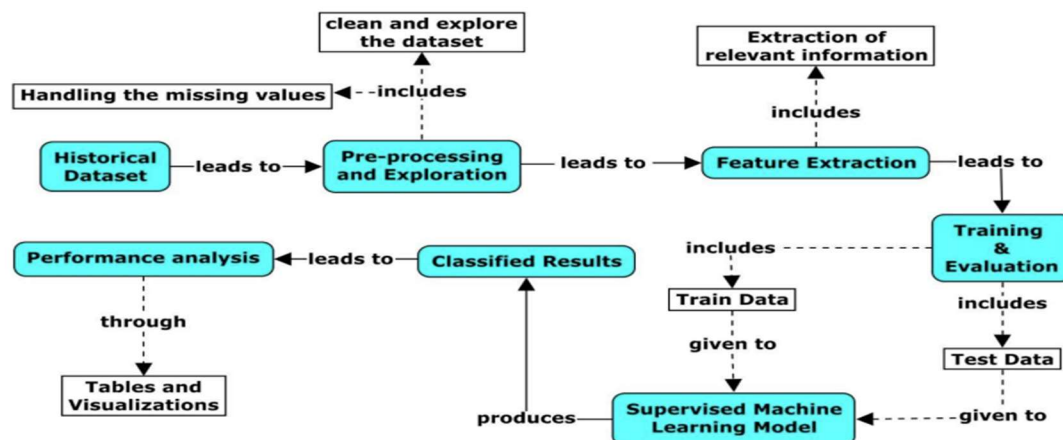 clean and explore
the dataset
Extraction of
relevant information
Handling the missing values
includes
includes
Historical
Dataset
leads to
Pre-processing
and Exploration
leads to
Feature Extraction
leads to
Training
&
Evaluation
Performance analysis
leads to
Classified Results
includes
Train Data
includes
through
given to
Test Data
Tables and
Visualizations
produces
Supervised Machine
Learning Model
given to